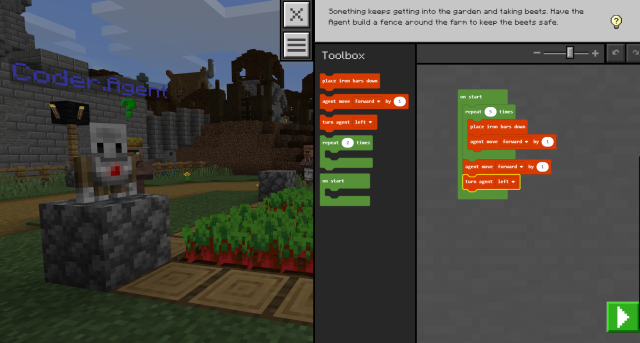 Something keeps getting into the garden and taking beets. Have the
Agent build a fence around the farm to keep the beets safe.
Coder.Agent
?
Toolbox
place iron bars down
agent move forward by 1
turn agent left
repeat 2 times
on start
on start
repeat 5 times
place iron bars down
agent move forward by 1
agent move forward by 1
turn agent left